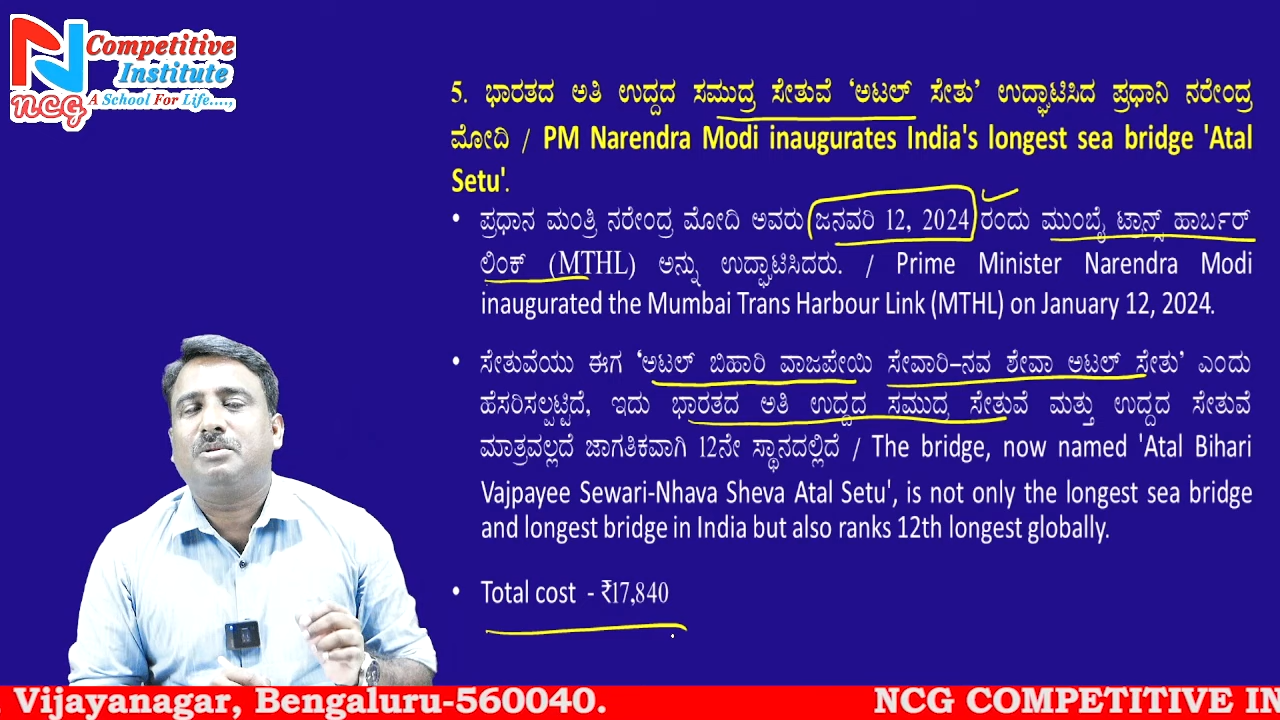 Competitive
Institute
A School For Life....,
NCG
5. ಭಾರತದ ಅತಿ ಉದ್ದದ ಸಮುದ್ರ ಸೇತುವೆ ‘ಅಟಲ್ ಸೇತು’ ಉದ್ಘಾಟಿಸಿದ ಪ್ರಧಾನಿ ನರೇಂದ್ರ
ಮೋದಿ / PM Narendra Modi inaugurates India's longest sea bridge 'Atal
Setu'.
• ಪ್ರಧಾನ ಮಂತ್ರಿ ನರೇಂದ್ರ ಮೋದಿ ಅವರು ಜನವರಿ 12, 2024 ರಂದು ಮುಂಬೈ ಟ್ರಾನ್ಸ್ ಹಾರ್ಬರ್
ಲಿಂಕ್ (MTHL) ಅನ್ನು ಉದ್ಘಾಟಿಸಿದರು. / Prime Minister Narendra Modi
inaugurated the Mumbai Trans Harbour Link (MTHL) on January 12, 2024.
• ಸೇತುವೆಯು ಈಗ ‘ಅಟಲ್ ಬಿಹಾರಿ ವಾಜಪೇಯಿ ಸೇವಾರಿ–ನವ ಶೇವಾ ಅಟಲ್ ಸೇತು’ ಎಂದು
ಹೆಸರಿಸಲ್ಪಟ್ಟಿದೆ, ಇದು ಭಾರತದ ಅತಿ ಉದ್ದದ ಸಮುದ್ರ ಸೇತುವೆ ಮತ್ತು ಉದ್ದದ ಸೇತುವೆ
ಮಾತ್ರವಲ್ಲದೆ ಜಾಗತಿಕವಾಗಿ 12ನೇ ಸ್ಥಾನದಲ್ಲಿದೆ / The bridge, now named 'Atal Bihari
Vajpayee Sewari-Nhava Sheva Atal Setu', is not only the longest sea bridge
and longest bridge in India but also ranks 12th longest globally.
• Total cost - ₹17,840
Vijayanagar, Bengaluru-560040. NCG COMPETITIVE IN